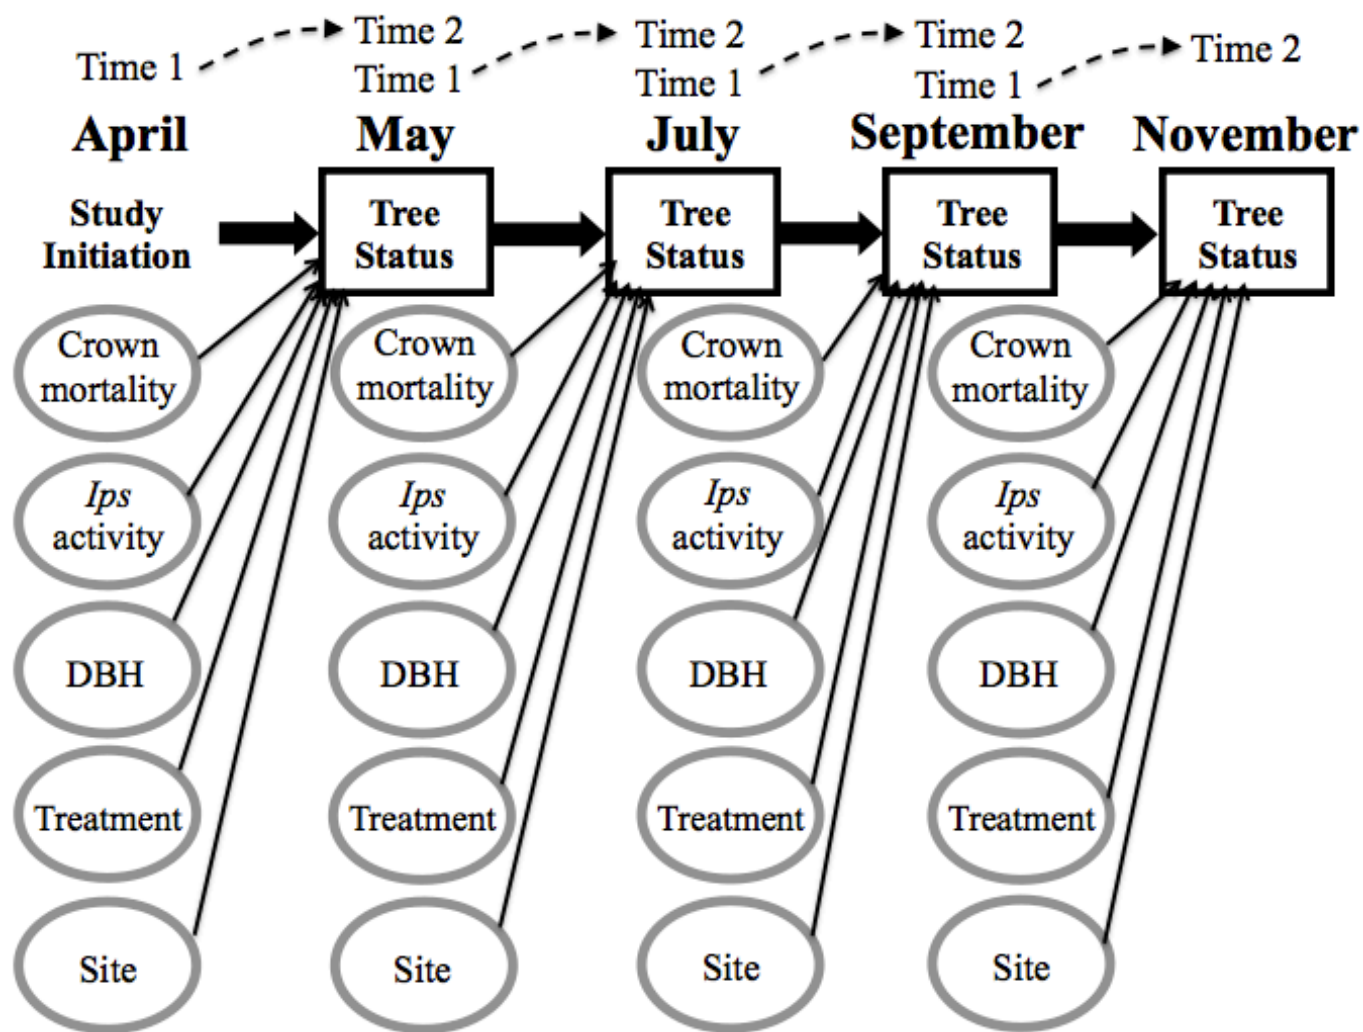 Time 1
Time 2
Time 1
Time 2
Time 1
Time 2
Time 1
Time 2
April
May
July
September
November
Study
Initiation
Tree
Status
Tree
Status
Tree
Status
Tree
Status
Crown
mortality
Crown
mortality
Crown
mortality
Crown
mortality
Ips
activity
Ips
activity
Ips
activity
Ips
activity
DBH
DBH
DBH
DBH
Treatment
Treatment
Treatment
Treatment
Site
Site
Site
Site